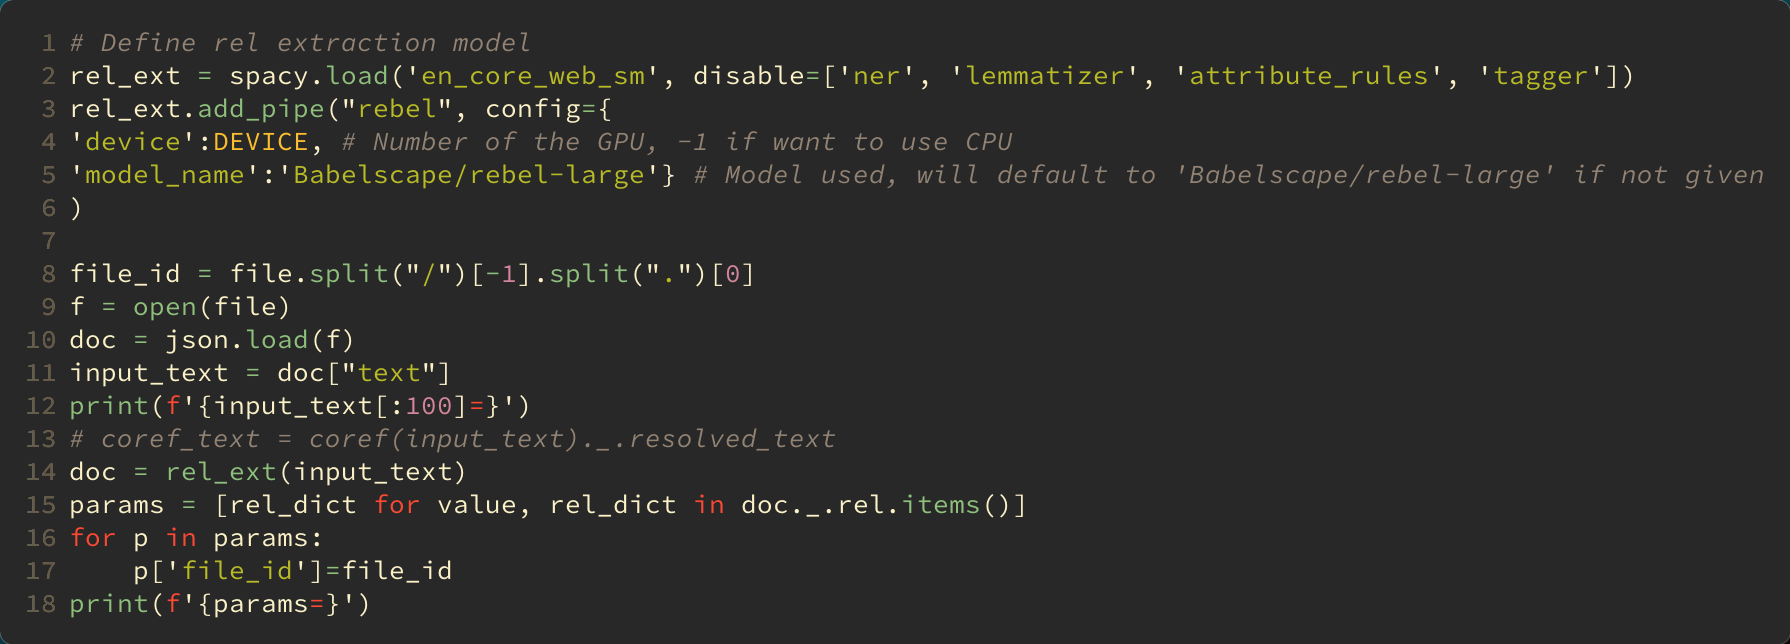 1 # Define rel extraction model
2 rel_ext = spacy.load('en_core_web_sm', disable=['ner', 'lemmatizer', 'attribute_rules', 'tagger'])
3 rel_ext.add_pipe("rebel", config={
4 'device':DEVICE, # Number of the GPU, -1 if want to use CPU
5 'model_name':'Babelscape/rebel-large'} # Model used, will default to 'Babelscape/rebel-large' if not given
6 )
7
8 file_id = file.split("/")[-1].split(".")[0]
9 f = open(file)
10 doc = json.load(f)
11 input_text = doc["text"]
12 print(f'{input_text[:100]=}')
13 # coref_text = coref(input_text)._.resolved_text
14 doc = rel_ext(input_text)
15 params = [rel_dict for value, rel_dict in doc._.rel.items()]
16 for p in params:
17     p['file_id']=file_id
18 print(f'{params=}')